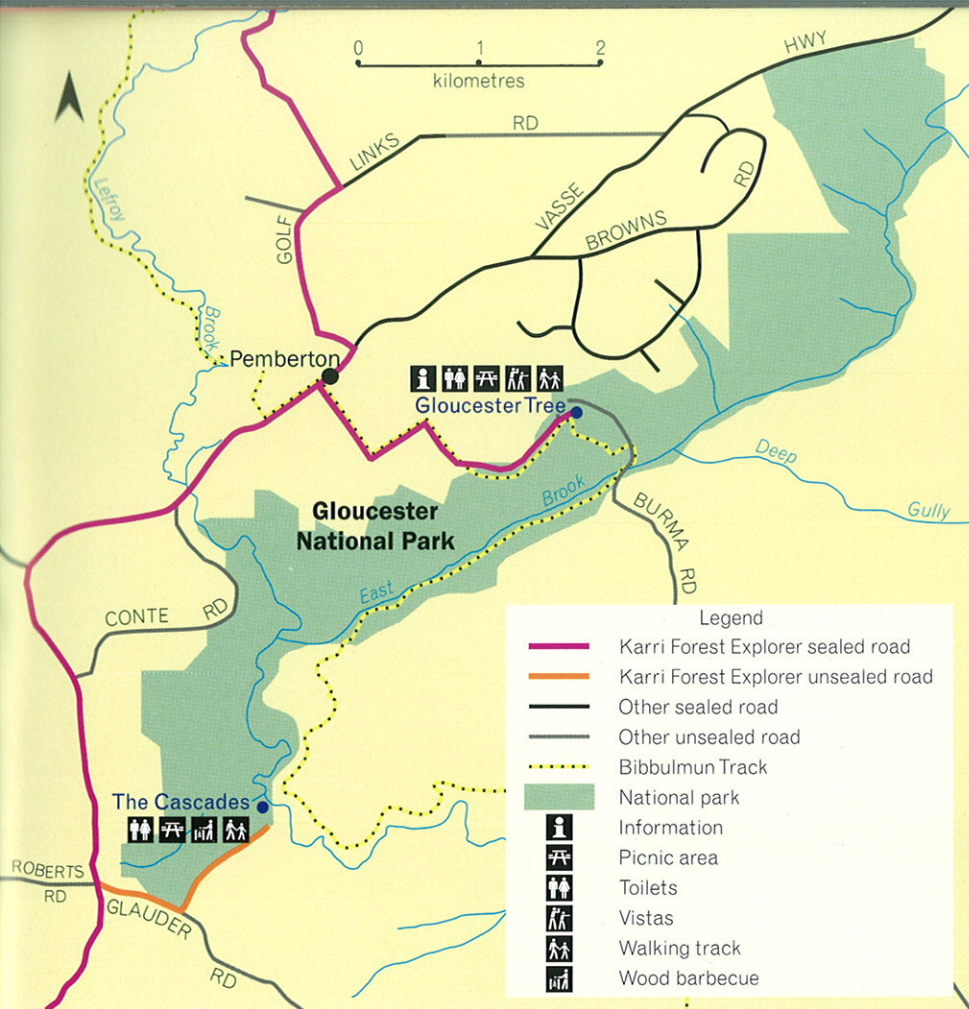 HWY
0 1 2
kilometres
RD
LINKS
Lefroy
VASSE
RD
BROWNS
GOLF
Brook
Pemberton
Gloucester Tree
Deep
Brook
Gully
Gloucester
National Park
BURMA
RD
East
CONTE RD
Legend
Karri Forest Explorer sealed road
Karri Forest Explorer unsealed road
Other sealed road
Other unsealed road
Bibbulmun Track
National park
Information
Picnic area
Toilets
Vistas
Walking track
Wood barbecue
The Cascades
ROBERTS
RD
GLAUDER
RD